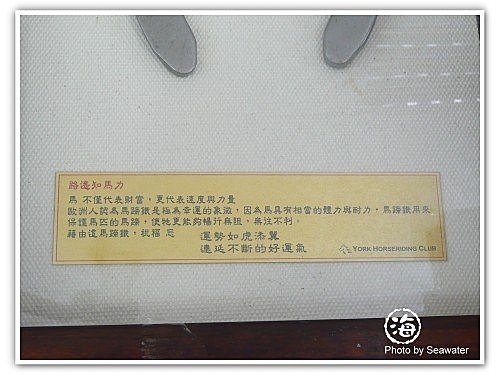 路遙知馬力
馬 不僅代表財富，更代表速度與力量
歐洲人認為馬蹄鐵是極為幸運的象徵，因為馬具有相當的體力與耐力，馬蹄鐵用來
保護馬匹的馬蹄，使牠更能夠暢行無阻，無往不利。
藉由這馬蹄鐵，祝福 您
運勢如虎添翼
連延不斷的好運氣
YORK HORSERIDING CLUB
海
Photo by Seawater